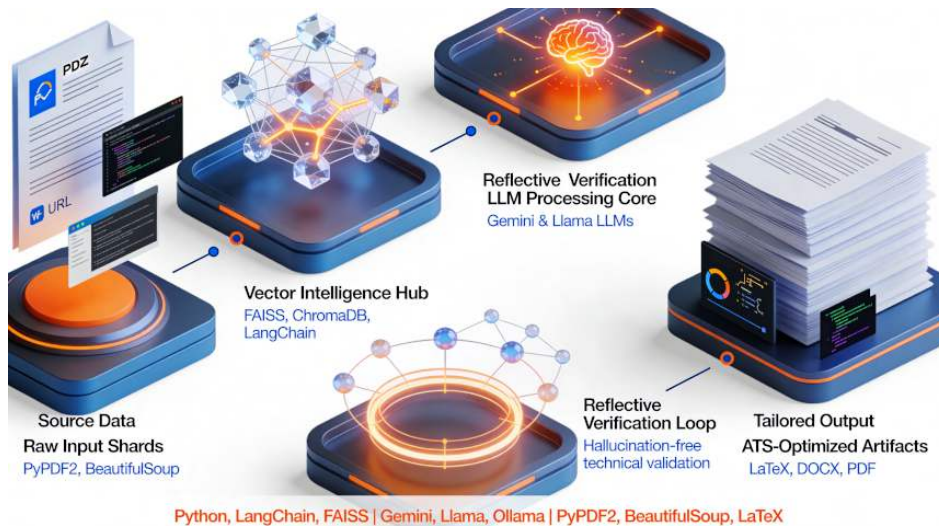 PDZ
URL
Source Data
Raw Input Shards
PyPDF2, BeautifulSoup
Vector Intelligence Hub
FAISS, ChromaDB,
LangChain
Reflective Verification
LLM Processing Core
Gemini & Llama LLMs
Reflective
Verification Loop
Hallucination-free
technical validation
Tailored Output
ATS-Optimized Artifacts
LaTeX, DOCX, PDF
Python, LangChain, FAISS | Gemini, Llama, Ollama | PyPDF2, BeautifulSoup, LaTeX